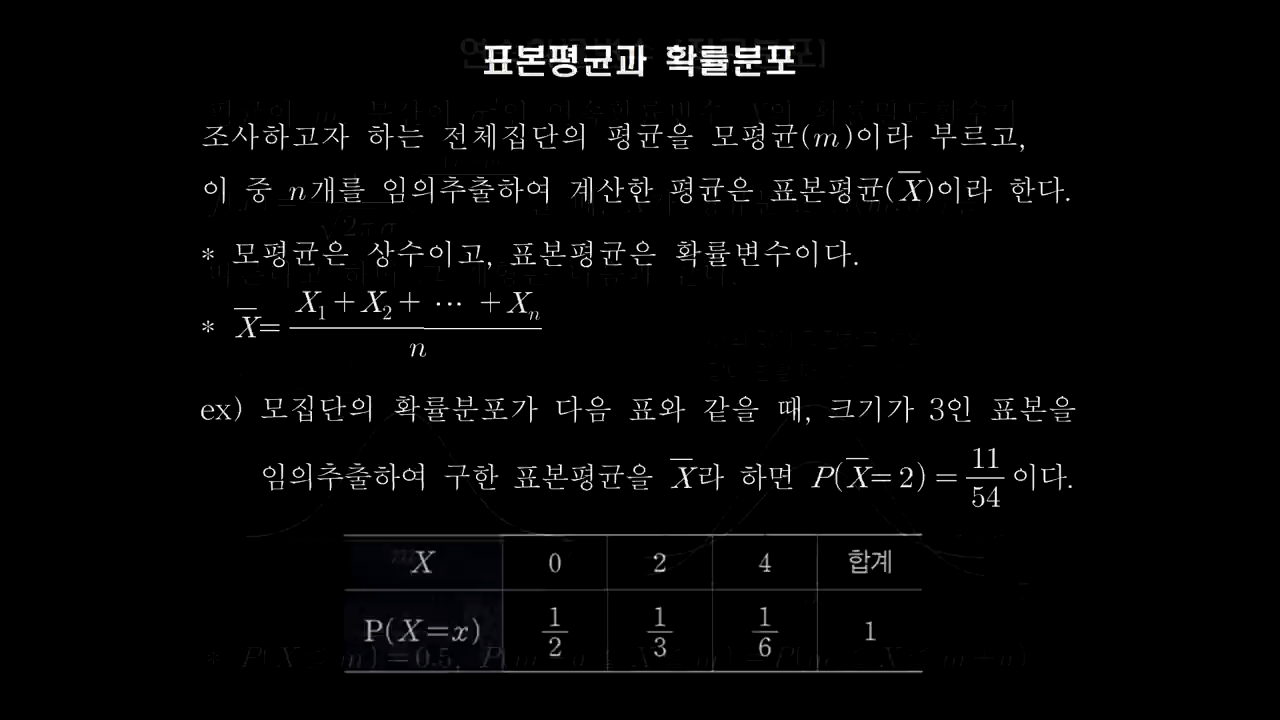 표본평균과 확률분포
조사하고자 하는 전체집단의 평균을 모평균(m)이라 부르고,
이 중 n개를 임의추출하여 계산한 평균은 표본평균(X̅)이라 한다.
* 모평균은 상수이고, 표본평균은 확률변수이다.
* X̅ = (X₁ + X₂ + ⋯ + Xₙ) / n
ex) 모집단의 확률분포가 다음 표와 같을 때, 크기가 3인 표본을
임의추출하여 구한 표본평균을 X̅라 하면 P(X̅ = 2) = 11/54 이다.
X 0 2 4 합계
P(X=x) 1/2 1/3 1/6 1